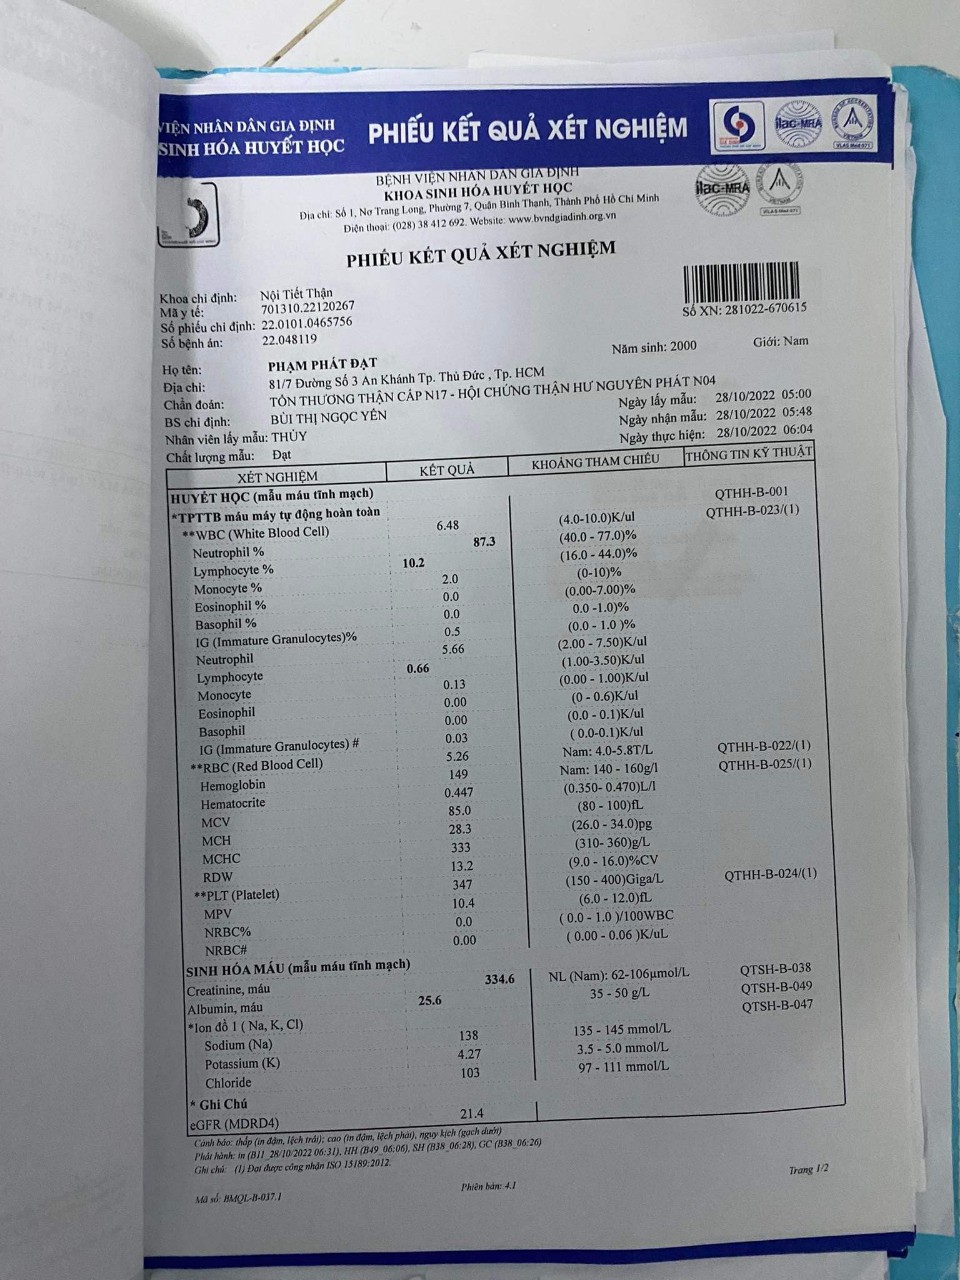 VIỆN NHÂN DÂN GIA ĐỊNH
SINH HÓA HUYẾT HỌC
PHIẾU KẾT QUẢ XÉT NGHIỆM
ilac-MRA
VIETNAM
VLAS Med 071
BỆNH VIỆN NHÂN DÂN GIA ĐỊNH
KHOA SINH HÓA HUYẾT HỌC
Địa chỉ: Số 1, Nơ Trang Long, Phường 7, Quận Bình Thạnh, Thành Phố Hồ Chí Minh
Điện thoại: (028) 38 412 692. Website: www.bvndgiadinh.org.vn
ilac-MRA
PHIẾU KẾT QUẢ XÉT NGHIỆM
Khoa chỉ định: Nội Tiết Thận
Mã y tế: 701310.22120267
Số phiếu chỉ định: 22.0101.0465756
Số bệnh án: 22.048119
Số XN: 281022-670615
Họ tên: PHẠM PHÁT ĐẠT Năm sinh: 2000 Giới: Nam
Địa chỉ: 81/7 Đường Số 3 An Khánh Tp. Thủ Đức , Tp. HCM
Chẩn đoán: TỔN THƯƠNG THẬN CẤP N17 - HỘI CHỨNG THẬN HƯ NGUYÊN PHÁT N04
BS chỉ định: BÙI THỊ NGỌC YẾN Ngày lấy mẫu: 28/10/2022 05:00
Nhân viên lấy mẫu: THỦY Ngày nhận mẫu: 28/10/2022 05:48
Chất lượng mẫu: Đạt Ngày thực hiện: 28/10/2022 06:04
XÉT NGHIỆM KẾT QUẢ KHOẢNG THAM CHIẾU THÔNG TIN KỸ THUẬT
HUYẾT HỌC (mẫu máu tĩnh mạch) QTHH-B-001
*TPTTB máu máy tự động hoàn toàn QTHH-B-023/(1)
**WBC (White Blood Cell) 6.48 (4.0-10.0)K/ul
Neutrophil % 87.3 (40.0 - 77.0)%
Lymphocyte % 10.2 (16.0 - 44.0)%
Monocyte % 2.0 (0-10)%
Eosinophil % 0.0 (0.00-7.00)%
Basophil % 0.0 0.0 -1.0)%
IG (Immature Granulocytes)% 0.5 (0.0 - 1.0 )%
Neutrophil 5.66 (2.00 - 7.50)K/ul
Lymphocyte 0.66 (1.00-3.50)K/ul
Monocyte 0.13 (0.00 - 1.00)K/ul
Eosinophil 0.00 (0 - 0.6)K/ul
Basophil 0.00 (0.0 - 0.1)K/ul
IG (Immature Granulocytes) # 0.03 ( 0.0-0.1)K/ul
**RBC (Red Blood Cell) 5.26 Nam: 4.0-5.8T/L QTHH-B-022/(1)
Hemoglobin 149 Nam: 140 - 160g/l QTHH-B-025/(1)
Hematocrite 0.447 (0.350- 0.470)L/l
MCV 85.0 (80 - 100)fL
MCH 28.3 (26.0 - 34.0)pg
MCHC 333 (310- 360)g/L
RDW 13.2 (9.0 - 16.0)%CV
**PLT (Platelet) 347 (150 - 400)Giga/L QTHH-B-024/(1)
MPV 10.4 (6.0 - 12.0)fL
NRBC% 0.0 ( 0.0 - 1.0 )/100WBC
NRBC# 0.00 ( 0.00 - 0.06 )K/uL
SINH HÓA MÁU (mẫu máu tĩnh mạch)
Creatinine, máu 334.6 NL (Nam): 62-106µmol/L QTSH-B-038
Albumin, máu 25.6 35 - 50 g/L QTSH-B-049
*Ion đồ 1 ( Na, K, Cl) QTSH-B-047
Sodium (Na) 138 135 - 145 mmol/L
Potassium (K) 4.27 3.5 - 5.0 mmol/L
Chloride 103 97 - 111 mmol/L
* Ghi Chú
eGFR (MDRD4) 21.4
Cảnh báo: thấp (in đậm, lệch trái); cao (in đậm, lệch phải), nguy kịch (gạch dưới)
Phát hành: in (B11_28/10/2022 06:31), HH (B49_06:06), SH (B38_06:28), GC (B38_06:26)
Ghi chú: (1) Đạt được công nhận ISO 15189:2012.
Mã số: BMQL-B-037.1 Phiên bản: 4.1 Trang 1/2